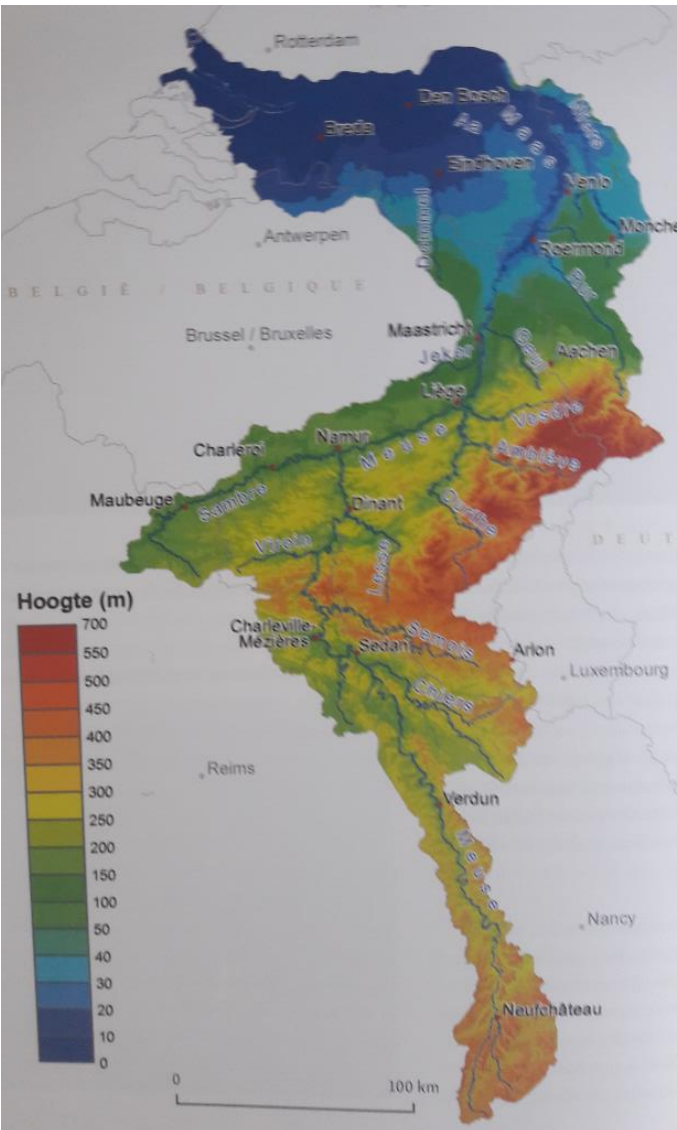 Rotterdam
Den Bosch
Breda
Aa
Maas
Niers
Eindhoven
Venlo
Dommel
Antwerpen
Roermond
Monche
BELGIË / BELGIQUE
Rur
Brussel / Bruxelles
Maastricht
Jeker
Geul
Aachen
Liège
Vesdre
Charleroi
Namur
Meuse
Amblève
Maubeuge
Sambre
Dinant
Ourthe
Viroin
Lesse
DEUT
Hoogte (m)
700
550
500
450
400
350
300
250
200
150
100
50
40
30
20
10
0
Charleville-
Mézières
Sedan
Semois
Arlon
Luxembourg
Chiers
Reims
Verdun
Meuse
Nancy
Neufchâteau
0
100 km